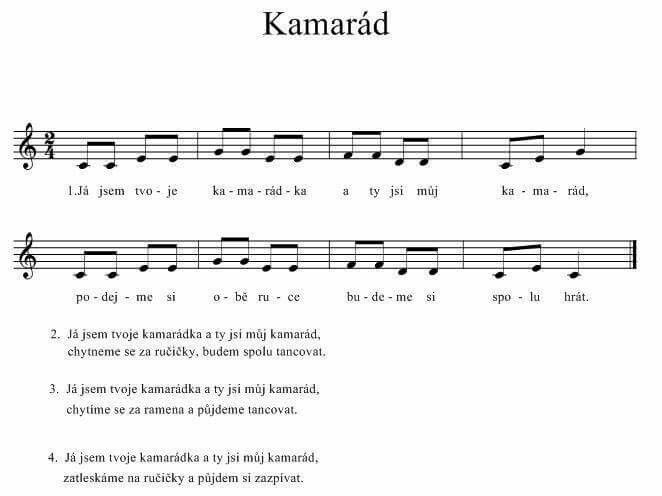 Kamarád
2
4
1.Já jsem tvo - je ka - ma - rád - ka a ty jsi můj ka - ma - rád,
po - dej - me si o - bě ru - ce bu - de - me si spo - lu hrát.
2. Já jsem tvoje kamarádka a ty jsi můj kamarád,
chytneme se za ručičky, budem spolu tancovat.
3. Já jsem tvoje kamarádka a ty jsi můj kamarád,
chytíme se za ramena a půjdeme tancovat.
4. Já jsem tvoje kamarádka a ty jsi můj kamarád,
zatleskáme na ručičky a půjdem si zazpívat.